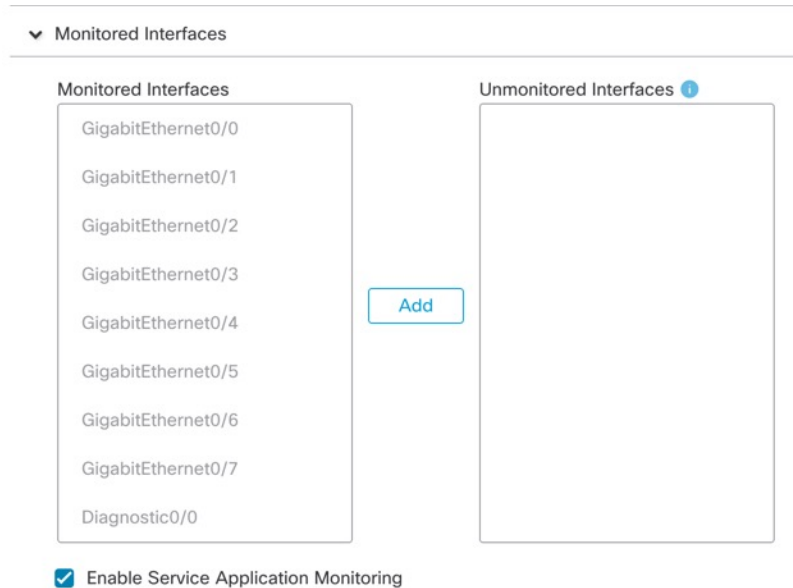 Monitored Interfaces
Monitored Interfaces
Unmonitored Interfaces
GigabitEthernet0/0
GigabitEthernet0/1
GigabitEthernet0/2
GigabitEthernet0/3
GigabitEthernet0/4
GigabitEthernet0/5
GigabitEthernet0/6
GigabitEthernet0/7
Diagnostic0/0
Add
Enable Service Application Monitoring